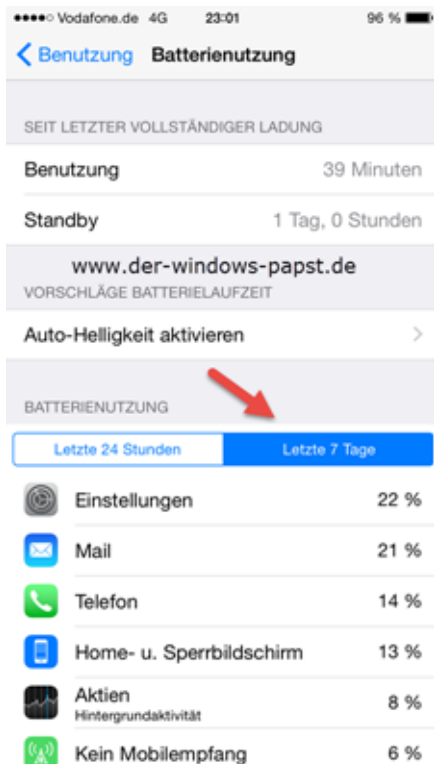 Vodafone.de 4G 23:01 96 %
Benutzung Batterienutzung
SEIT LETZTER VOLLSTÄNDIGER LADUNG
Benutzung 39 Minuten
Standby 1 Tag, 0 Stunden
www.der-windows-papst.de
VORSCHLÄGE BATTERIELAUFZEIT
Auto-Helligkeit aktivieren
BATTERIENUTZUNG
Letzte 24 Stunden Letzte 7 Tage
Einstellungen 22 %
Mail 21 %
Telefon 14 %
Home- u. Sperrbildschirm 13 %
Aktien 8 %
Hintergrundaktivität
Kein Mobilempfang 6 %